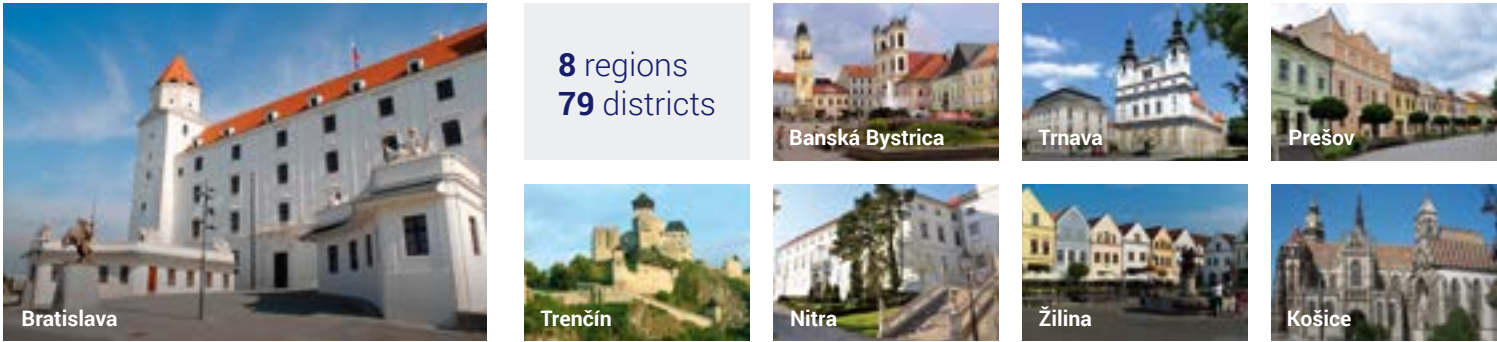 8 regions
79 districts
Banská Bystrica
Trnava
Prešov
Bratislava
Trenčín
Nitra
Žilina
Košice